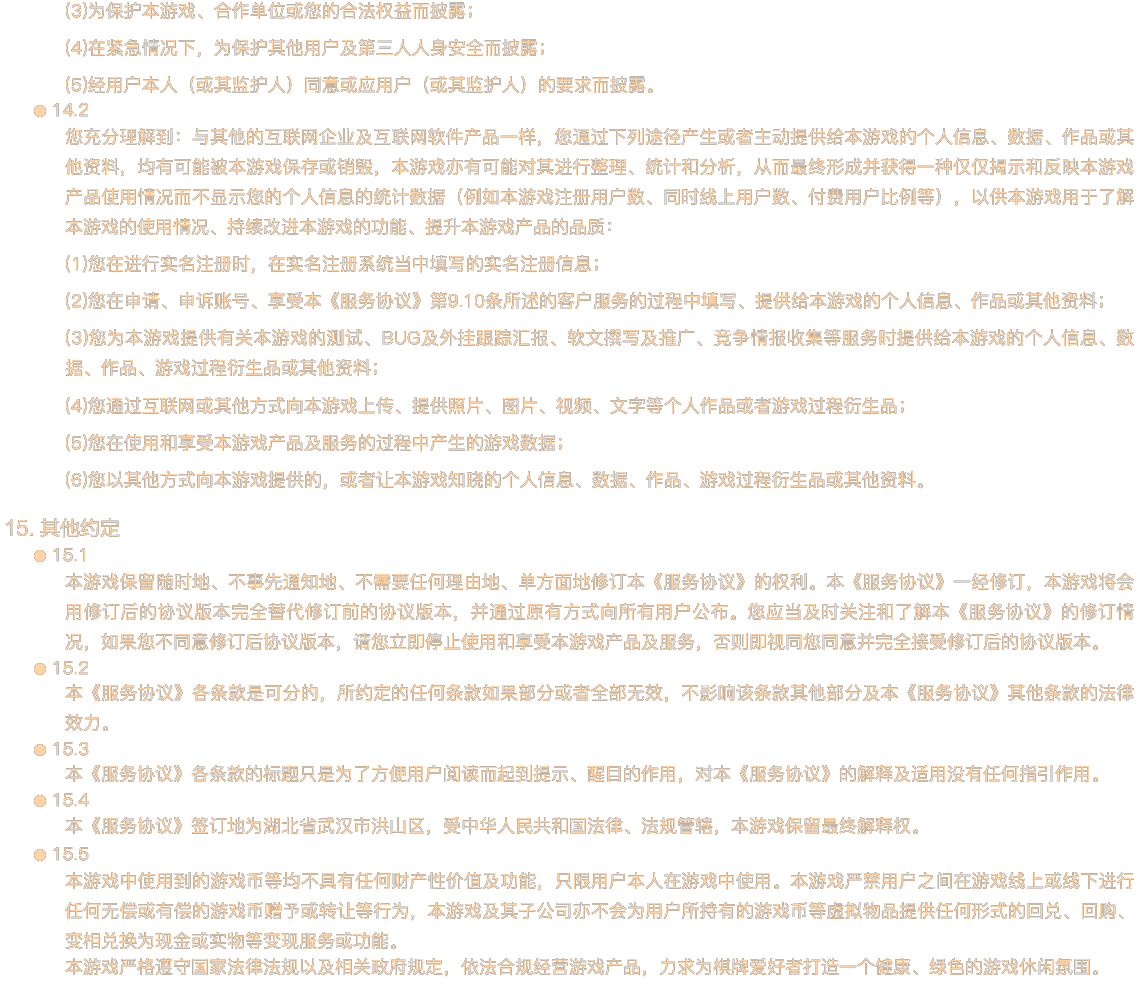 (3)为保护本游戏、合作单位或您的合法权益而披露；
(4)在紧急情况下，为保护其他用户及第三人人身安全而披露；
(5)经用户本人（或其监护人）同意或应用户（或其监护人）的要求而披露。
14.2
您充分理解到：与其他的互联网企业及互联网软件产品一样，您通过下列途径产生或者主动提供给本游戏的个人信息、数据、作品或其
他资料，均有可能被本游戏保存或销毁，本游戏亦有可能对其进行整理、统计和分析，从而最终形成并获得一种仅仅揭示和反映本游戏
产品使用情况而不显示您的个人信息的统计数据（例如本游戏注册用户数、同时线上用户数、付费用户比例等），以供本游戏用于了解
本游戏的使用情况、持续改进本游戏的功能、提升本游戏产品的品质：
(1)您在进行实名注册时，在实名注册系统当中填写的实名注册信息；
(2)您在申请、申诉账号、享受本《服务协议》第9.10条所述的客户服务的过程中填写、提供给本游戏的个人信息、作品或其他资料；
(3)您为本游戏提供有关本游戏的测试、BUG及外挂跟踪汇报、软文撰写及推广、竞争情报收集等服务时提供给本游戏的个人信息、数
据、作品、游戏过程衍生品或其他资料；
(4)您通过互联网或其他方式向本游戏上传、提供照片、图片、视频、文字等个人作品或者游戏过程衍生品；
(5)您在使用和享受本游戏产品及服务的过程中产生的游戏数据；
(6)您以其他方式向本游戏提供的，或者让本游戏知晓的个人信息、数据、作品、游戏过程衍生品或其他资料。
15. 其他约定
15.1
本游戏保留随时地、不事先通知地、不需要任何理由地、单方面地修订本《服务协议》的权利。本《服务协议》一经修订，本游戏将会
用修订后的协议版本完全替代修订前的协议版本，并通过原有方式向所有用户公布。您应当及时关注和了解本《服务协议》的修订情
况，如果您不同意修订后协议版本，请您立即停止使用和享受本游戏产品及服务，否则即视同您同意并完全接受修订后的协议版本。
15.2
本《服务协议》各条款是可分的，所约定的任何条款如果部分或者全部无效，不影响该条款其他部分及本《服务协议》其他条款的法律
效力。
15.3
本《服务协议》各条款的标题只是为了方便用户阅读而起到提示、醒目的作用，对本《服务协议》的解释及适用没有任何指引作用。
15.4
本《服务协议》签订地为湖北省武汉市洪山区，受中华人民共和国法律、法规管辖，本游戏保留最终解释权。
15.5
本游戏中使用到的游戏币等均不具有任何财产性价值及功能，只限用户本人在游戏中使用。本游戏严禁用户之间在游戏线上或线下进行
任何无偿或有偿的游戏币赠予或转让等行为，本游戏及其子公司亦不会为用户所持有的游戏币等虚拟物品提供任何形式的回兑、回购、
变相兑换为现金或实物等变现服务或功能。
本游戏严格遵守国家法律法规以及相关政府规定，依法合规经营游戏产品，力求为棋牌爱好者打造一个健康、绿色的游戏休闲氛围。